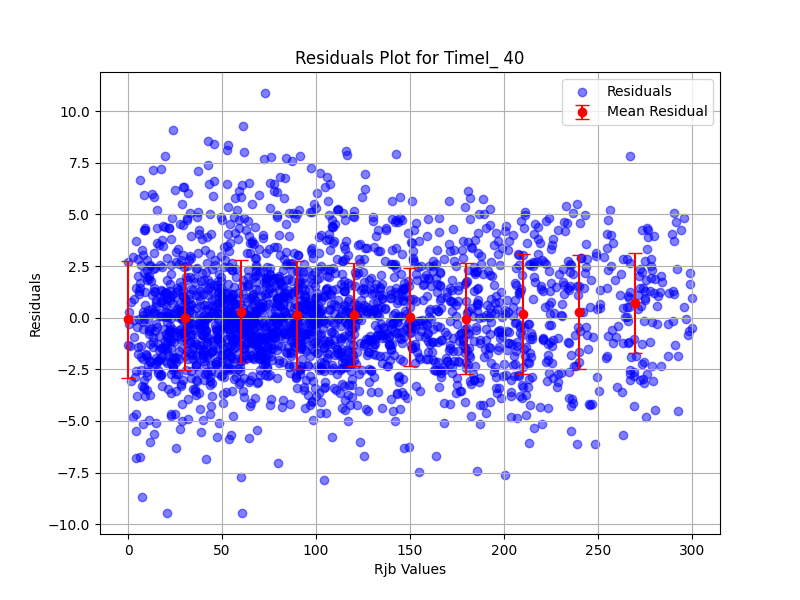 Residuals Plot for TimeI_ 40
Residuals
Mean Residual
10.0
7.5
5.0
2.5
0.0
−2.5
−5.0
−7.5
−10.0
Residuals
0 50 100 150 200 250 300
Rjb Values